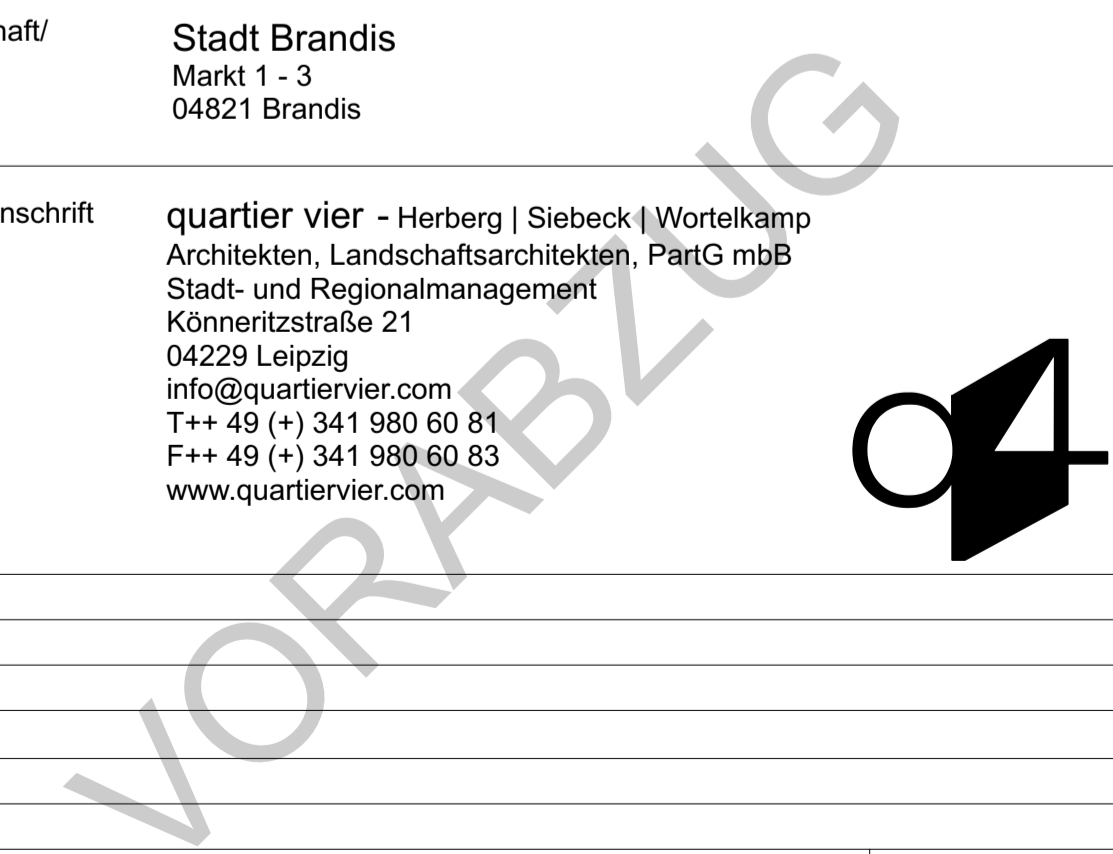 haft/
Stadt Brandis
Markt 1 - 3
04821 Brandis
nschrift
quartier vier - Herberg | Siebeck | Wortelkamp
Architekten, Landschaftsarchitekten, PartG mbB
Stadt- und Regionalmanagement
Könneritzstraße 21
04229 Leipzig
info@quartiervier.com
T++ 49 (+) 341 980 60 81
F++ 49 (+) 341 980 60 83
www.quartiervier.com
q4
VORABZUG